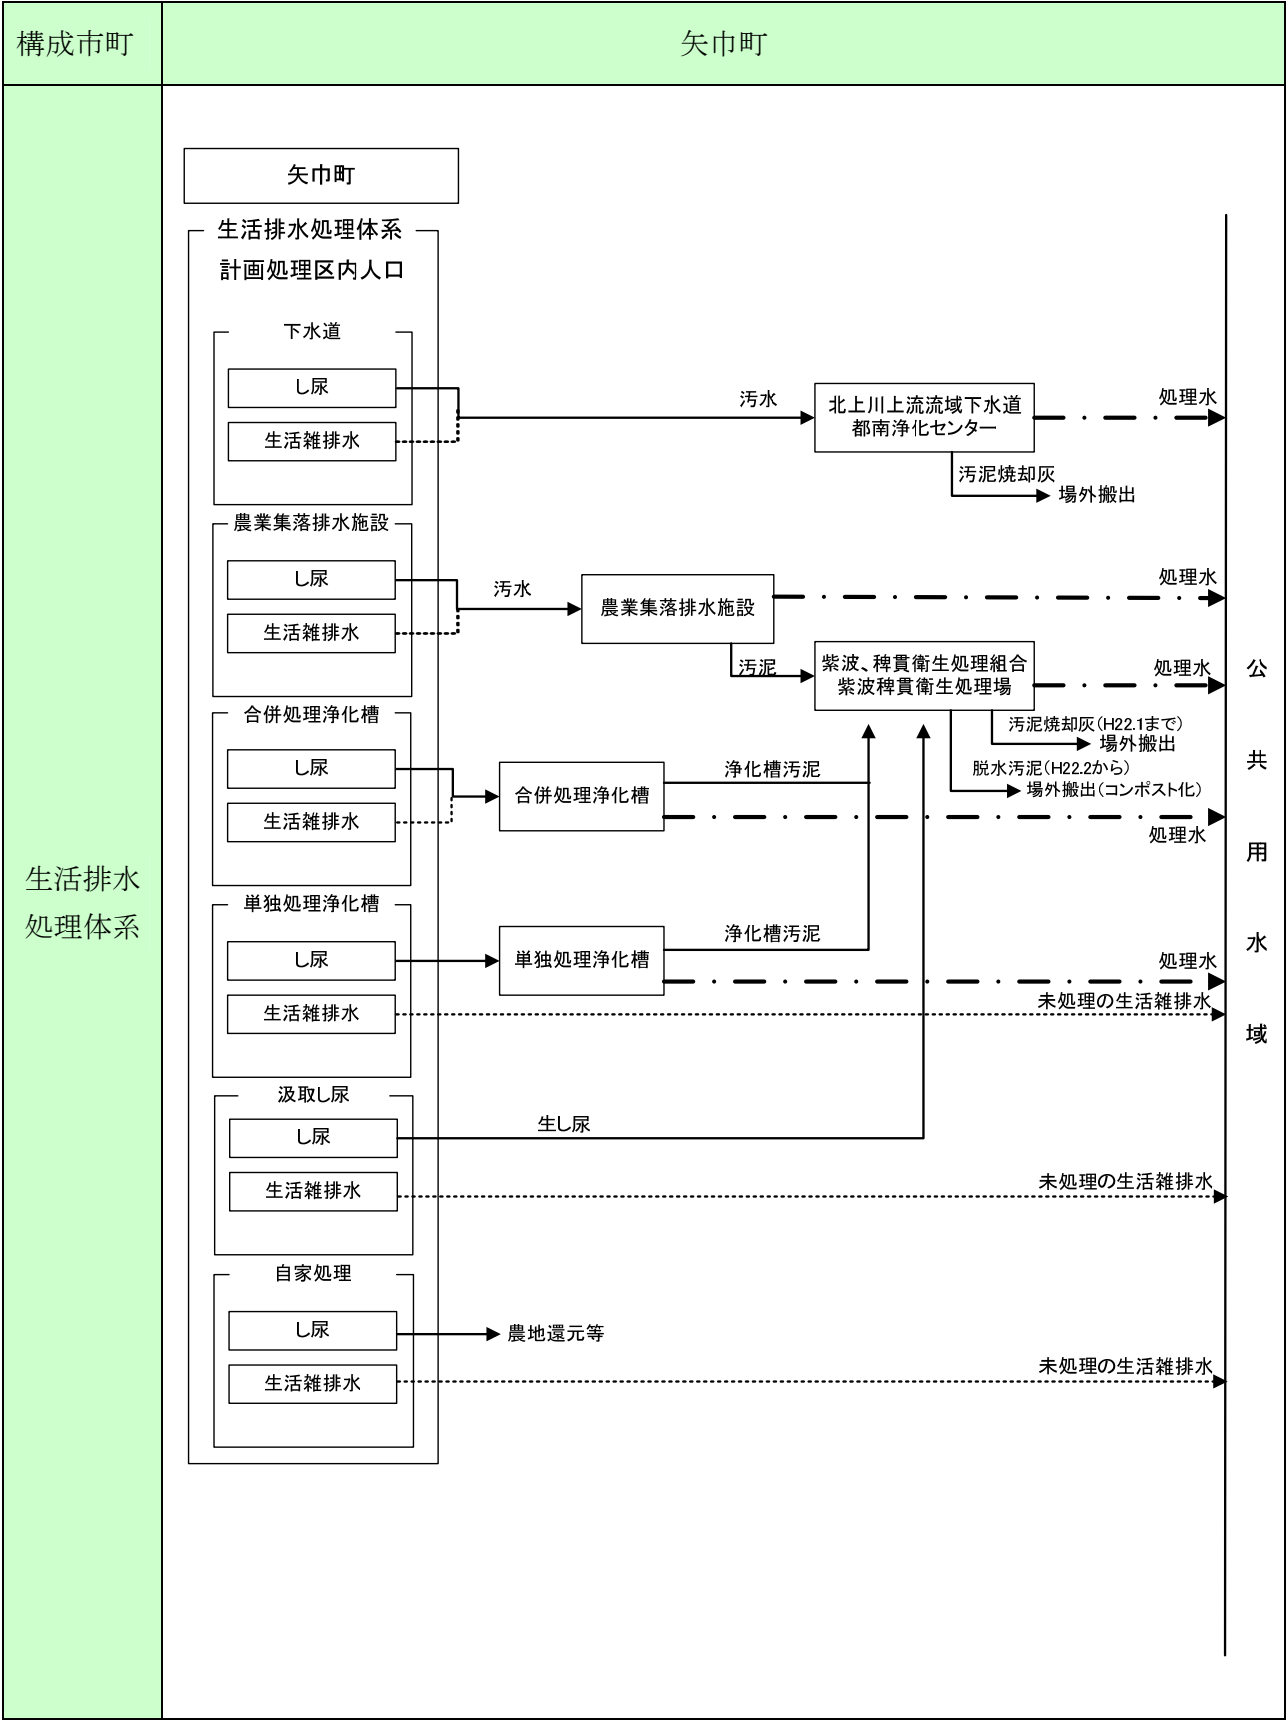 構成市町
矢巾町
生活排水
処理体系
矢巾町
生活排水処理体系
計画処理区内人口
下水道
し尿
生活雑排水
汚水
北上川上流流域下水道
都南浄化センター
処理水
汚泥焼却灰
場外搬出
農業集落排水施設
し尿
生活雑排水
汚水
農業集落排水施設
処理水
汚泥
紫波、稗貫衛生処理組合
紫波稗貫衛生処理場
処理水
汚泥焼却灰(H22.1まで)
場外搬出
脱水汚泥(H22.2から)
場外搬出(コンポスト化)
合併処理浄化槽
し尿
生活雑排水
合併処理浄化槽
浄化槽汚泥
処理水
単独処理浄化槽
し尿
生活雑排水
単独処理浄化槽
浄化槽汚泥
処理水
未処理の生活雑排水
汲取し尿
し尿
生活雑排水
生し尿
未処理の生活雑排水
自家処理
し尿
生活雑排水
農地還元等
未処理の生活雑排水
公共用水域